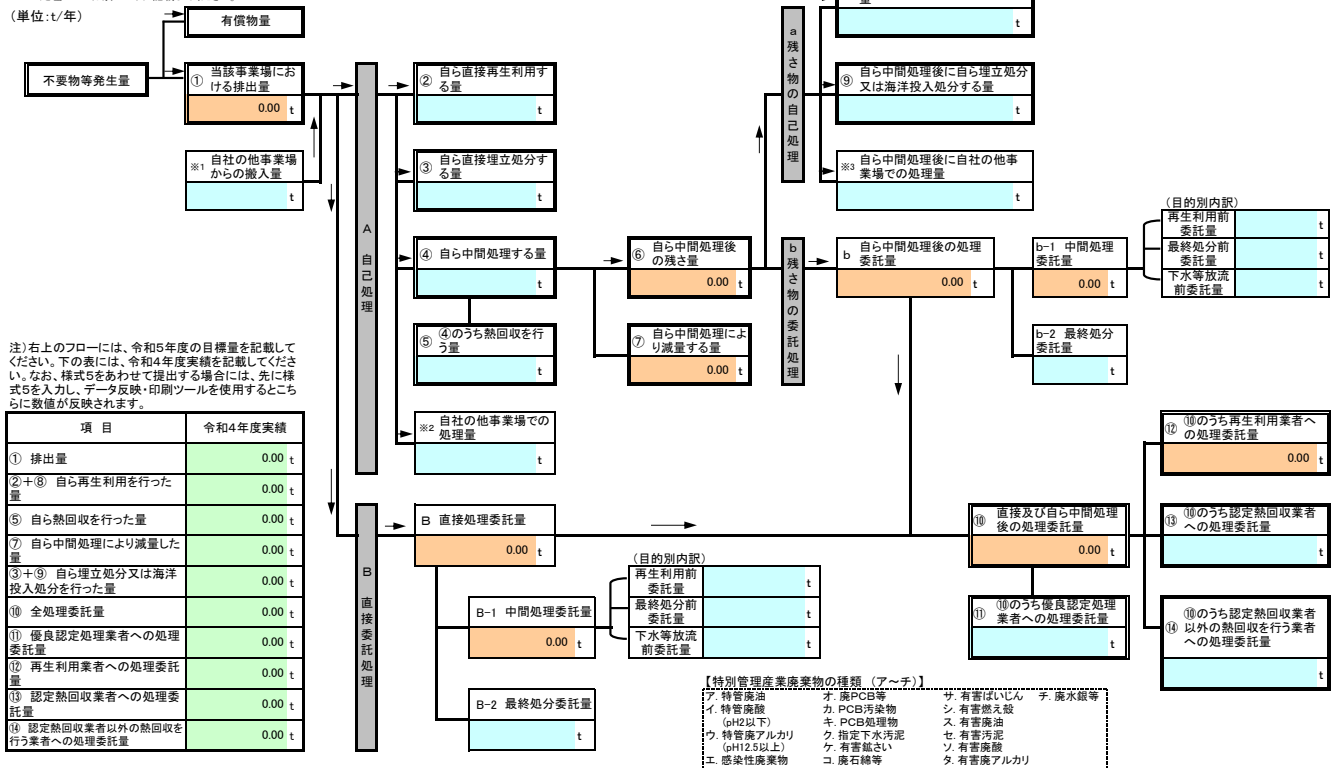 （単位:t/年）
有償物量
不要物等発生量
① 当該事業場にお
ける排出量
0.00 t
※1 自社の他事業場
からの搬入量
t
A 自己処理
② 自ら直接再生利用す
る量
t
③ 自ら直接埋立処分す
る量
t
④ 自ら中間処理する量
t
⑤ ④のうち熱回収を行
う量
t
※2 自社の他事業場での
処理量
t
⑥ 自ら中間処理後
の残さ量
0.00 t
⑦ 自ら中間処理によ
り減量する量
0.00 t
a 残さ物の自己処理
量
t
⑨ 自ら中間処理後に自ら埋立処分
又は海洋投入処分する量
t
※3 自ら中間処理後に自社の他事
業場での処理量
t
b 残さ物の委託処理
b 自ら中間処理後の処理
委託量
0.00 t
b-1 中間処理
委託量
0.00 t
b-2 最終処分
委託量
t
（目的別内訳）
再生利用前
委託量
t
最終処分前
委託量
t
下水等放流
前委託量
t
注）右上のフローには、令和5年度の目標量を記載して
ください。下の表には、令和4年度実績を記載してくださ
い。なお、様式5をあわせて提出する場合には、先に様
式5を入力し、データ反映・印刷ツールを使用するとこち
らに数値が反映されます。
項 目 令和4年度実績
① 排出量 0.00 t
②＋⑧ 自ら再生利用を行った
量 0.00 t
⑤ 自ら熱回収を行った量 0.00 t
⑦ 自ら中間処理により減量した
量 0.00 t
③＋⑨ 自ら埋立処分又は海洋
投入処分を行った量 0.00 t
⑩ 全処理委託量 0.00 t
⑪ 優良認定処理業者への処理
委託量 0.00 t
⑫ 再生利用業者への処理委託
量 0.00 t
⑬ 認定熱回収業者への処理委
託量 0.00 t
⑭ 認定熱回収業者以外の熱回収を
行う業者への処理委託量 0.00 t
B 直接委託処理
B 直接処理委託量
0.00 t
B-1 中間処理委託量
0.00 t
B-2 最終処分委託量
t
（目的別内訳）
再生利用前
委託量
t
最終処分前
委託量
t
下水等放流
前委託量
t
⑩ 直接及び自ら中間処理
後の処理委託量
0.00 t
⑪ ⑩のうち優良認定処理
業者への処理委託量
t
⑫ ⑩のうち再生利用業者へ
の処理委託量
0.00 t
⑬ ⑩のうち認定熱回収業者
への処理委託量
t
⑭ ⑩のうち認定熱回収業者
以外の熱回収を行う業者
への処理委託量
t
【特別管理産業廃棄物の種類 （ア～チ）】
ア．特管廃油 オ．廃PCB等 サ．有害ばいじん チ．廃水銀等
イ．特管廃酸 カ．PCB汚染物 シ．有害燃え殻
（pH2以下） キ．PCB処理物 ス．有害廃油
ウ．特管廃アルカリ ク．指定下水汚泥 セ．有害汚泥
（pH12.5以上） ケ．有害鉱さい ソ．有害廃酸
エ．感染性廃棄物 コ．廃石綿等 タ．有害廃アルカリ